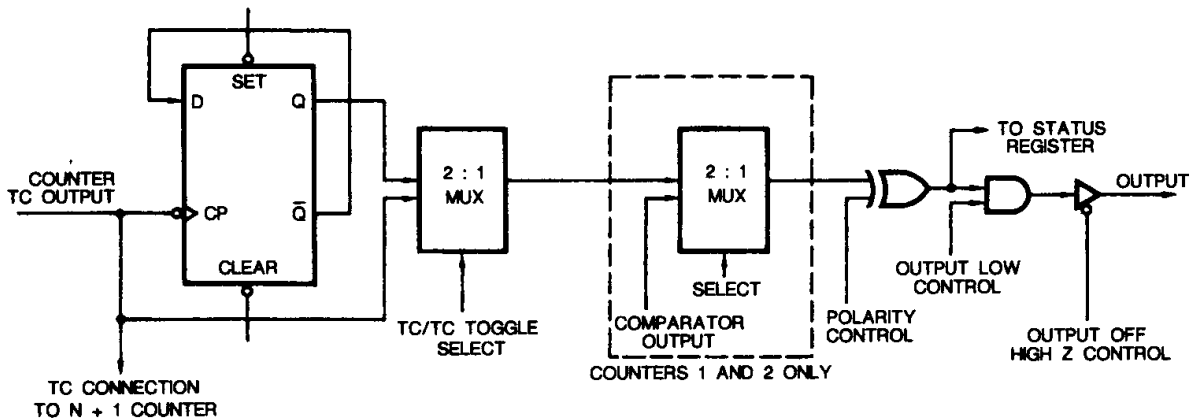 SET
D
Q
CP
Q̅
CLEAR
COUNTER
TC OUTPUT
TC CONNECTION
TO N + 1 COUNTER
2 : 1
MUX
TC/TC TOGGLE
SELECT
2 : 1
MUX
SELECT
COMPARATOR
OUTPUT
COUNTERS 1 AND 2 ONLY
POLARITY
CONTROL
TO STATUS
REGISTER
OUTPUT LOW
CONTROL
OUTPUT
OUTPUT OFF
HIGH Z CONTROL